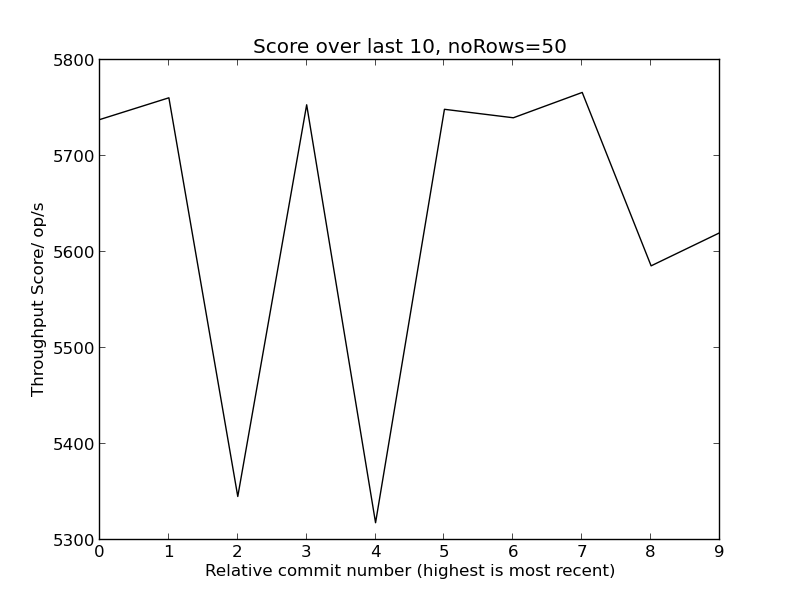 Score over last 10, noRows=50
5800
5700
5600
5500
5400
5300
Throughput Score/ op/s
0 1 2 3 4 5 6 7 8 9
Relative commit number (highest is most recent)